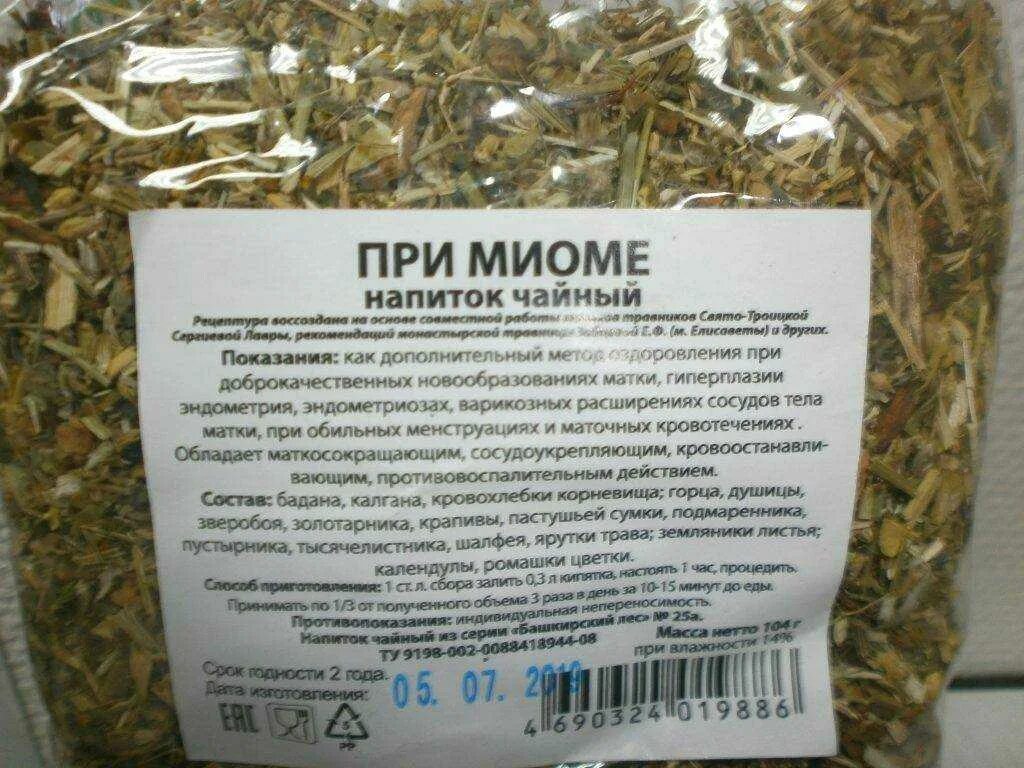 ПРИ МИОМЕ
напиток чайный
Рецептура воссоздана на основе совместной работы травников Свято-Троицкой
Сергиевой Лавры, рекомендаций монастырской Е.Ф. (м. Елисаветы) и других.
Показания: как дополнительный метод оздоровления при
доброкачественных новообразованиях матки, гиперплазии
эндометрия, эндометриозах, варикозных расширениях сосудов тела
матки, при обильных менструациях и маточных кровотечениях .
Обладает маткосокращающим, сосудоукрепляющим, кровоостанавли-
вающим, противовоспалительным действием.
Состав: бадана, калгана, кровохлебки корневища; горца, душицы,
зверобоя, золотарника, крапивы, пастушьей сумки, подмаренника,
пустырника, тысячелистника, шалфея, ярутки трава; земляники листья;
календулы, ромашки цветки.
Способ приготовления: 1 ст. л. сбора залить 0,3 л кипятка, настоять 1 час, процедить.
Принимать по 1/3 от полученного объема 3 раза в день за 10-15 минут до еды.
Противопоказания: индивидуальная непереносимость.
Напиток чайный из серии «Башкирский лес» № 25а.
ТУ 9198-002-0088418944-08
Масса нетто 104 г
при влажности 14%
Срок годности 2 года.
Дата изготовления: 05. 07. 2019
EAC
5
PP
4 690324 019886